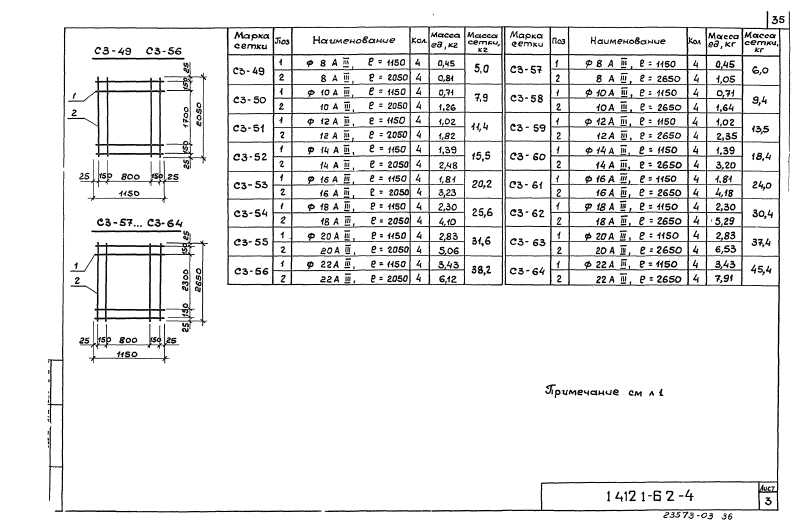 35
С3-49 С3-56
25
150
1700
2050
150
25
1
2
25 150 800 150 25
1150
С3-57... С3-64
25
150
2300
2650
150
25
1
2
25 150 800 150 25
1150
Марка сетки Поз Наименование Кол. Масса ед, кг Масса сетки, кг
С3-49 1 Ф 8 А III, ℓ = 1150 4 0,45 5,0
2 8 А III, ℓ = 2050 4 0,81
С3-50 1 Ф 10 А III, ℓ = 1150 4 0,71 7,9
2 10 А III, ℓ = 2050 4 1,26
С3-51 1 Ф 12 А III, ℓ = 1150 4 1,02 11,4
2 12 А III, ℓ = 2050 4 1,82
С3-52 1 Ф 14 А III, ℓ = 1150 4 1,39 15,5
2 14 А III, ℓ = 2050 4 2,48
С3-53 1 Ф 16 А III, ℓ = 1150 4 1,81 20,2
2 16 А III, ℓ = 2050 4 3,23
С3-54 1 Ф 18 А III, ℓ = 1150 4 2,30 25,6
2 18 А III, ℓ = 2050 4 4,10
С3-55 1 Ф 20 А III, ℓ = 1150 4 2,83 31,6
2 20 А III, ℓ = 2050 4 5,06
С3-56 1 Ф 22 А III, ℓ = 1150 4 3,43 38,2
2 22 А III, ℓ = 2050 4 6,12
Марка сетки Поз Наименование Кол Масса ед, кг Масса сетки, кг
С3-57 1 Ф 8 А III, ℓ = 1150 4 0,45 6,0
2 8 А III, ℓ = 2650 4 1,05
С3-58 1 Ф 10 А III, ℓ = 1150 4 0,71 9,4
2 10 А III, ℓ = 2650 4 1,64
С3-59 1 Ф 12 А III, ℓ = 1150 4 1,02 13,5
2 12 А III, ℓ = 2650 4 2,35
С3-60 1 Ф 14 А III, ℓ = 1150 4 1,39 18,4
2 14 А III, ℓ = 2650 4 3,20
С3-61 1 Ф 16 А III, ℓ = 1150 4 1.81 24,0
2 16 А III, ℓ = 2650 4 4,18
С3-62 1 Ф 18 А III, ℓ = 1150 4 2,30 30,4
2 18 А III, ℓ = 2650 4 5,29
С3-63 1 Ф 20 А III, ℓ = 1150 4 2,83 37,4
2 20 А III, ℓ = 2650 4 6,53
С3-64 1 Ф 22 А III, ℓ = 1150 4 3,43 45,4
2 22 А III, ℓ = 2650 4 7,91
Примечание см л 1
1 412 1-6 2 -4
Лист
3
23573-03 36